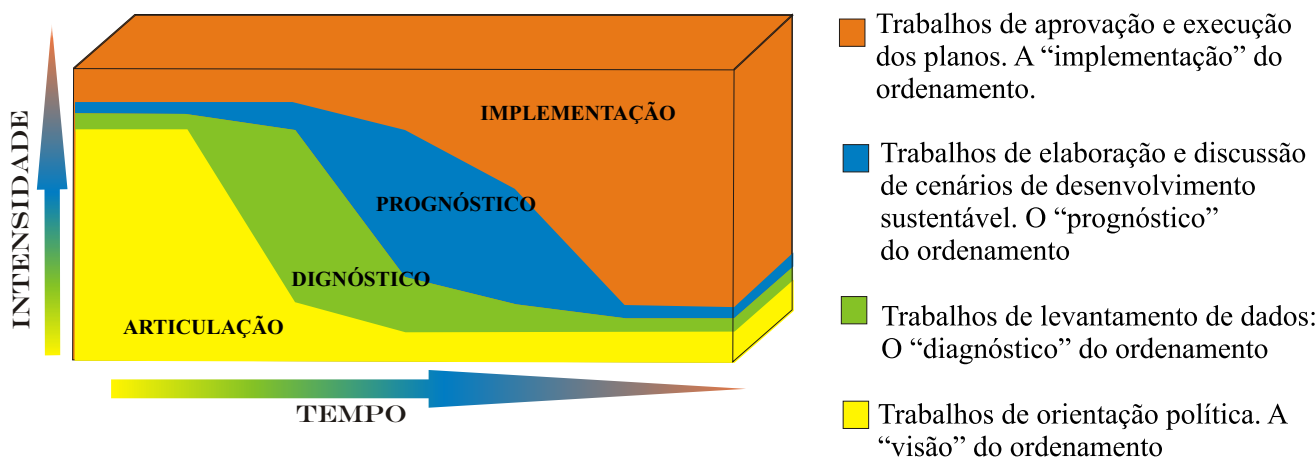 INTENSIDADE
IMPLEMENTAÇÃO
PROGNÓSTICO
DIGNÓSTICO
ARTICULAÇÃO
TEMPO
Trabalhos de aprovação e execução
dos planos. A “implementação” do
ordenamento.
Trabalhos de elaboração e discussão
de cenários de desenvolvimento
sustentável. O “prognóstico”
do ordenamento
Trabalhos de levantamento de dados:
O “diagnóstico” do ordenamento
Trabalhos de orientação política. A
“visão” do ordenamento